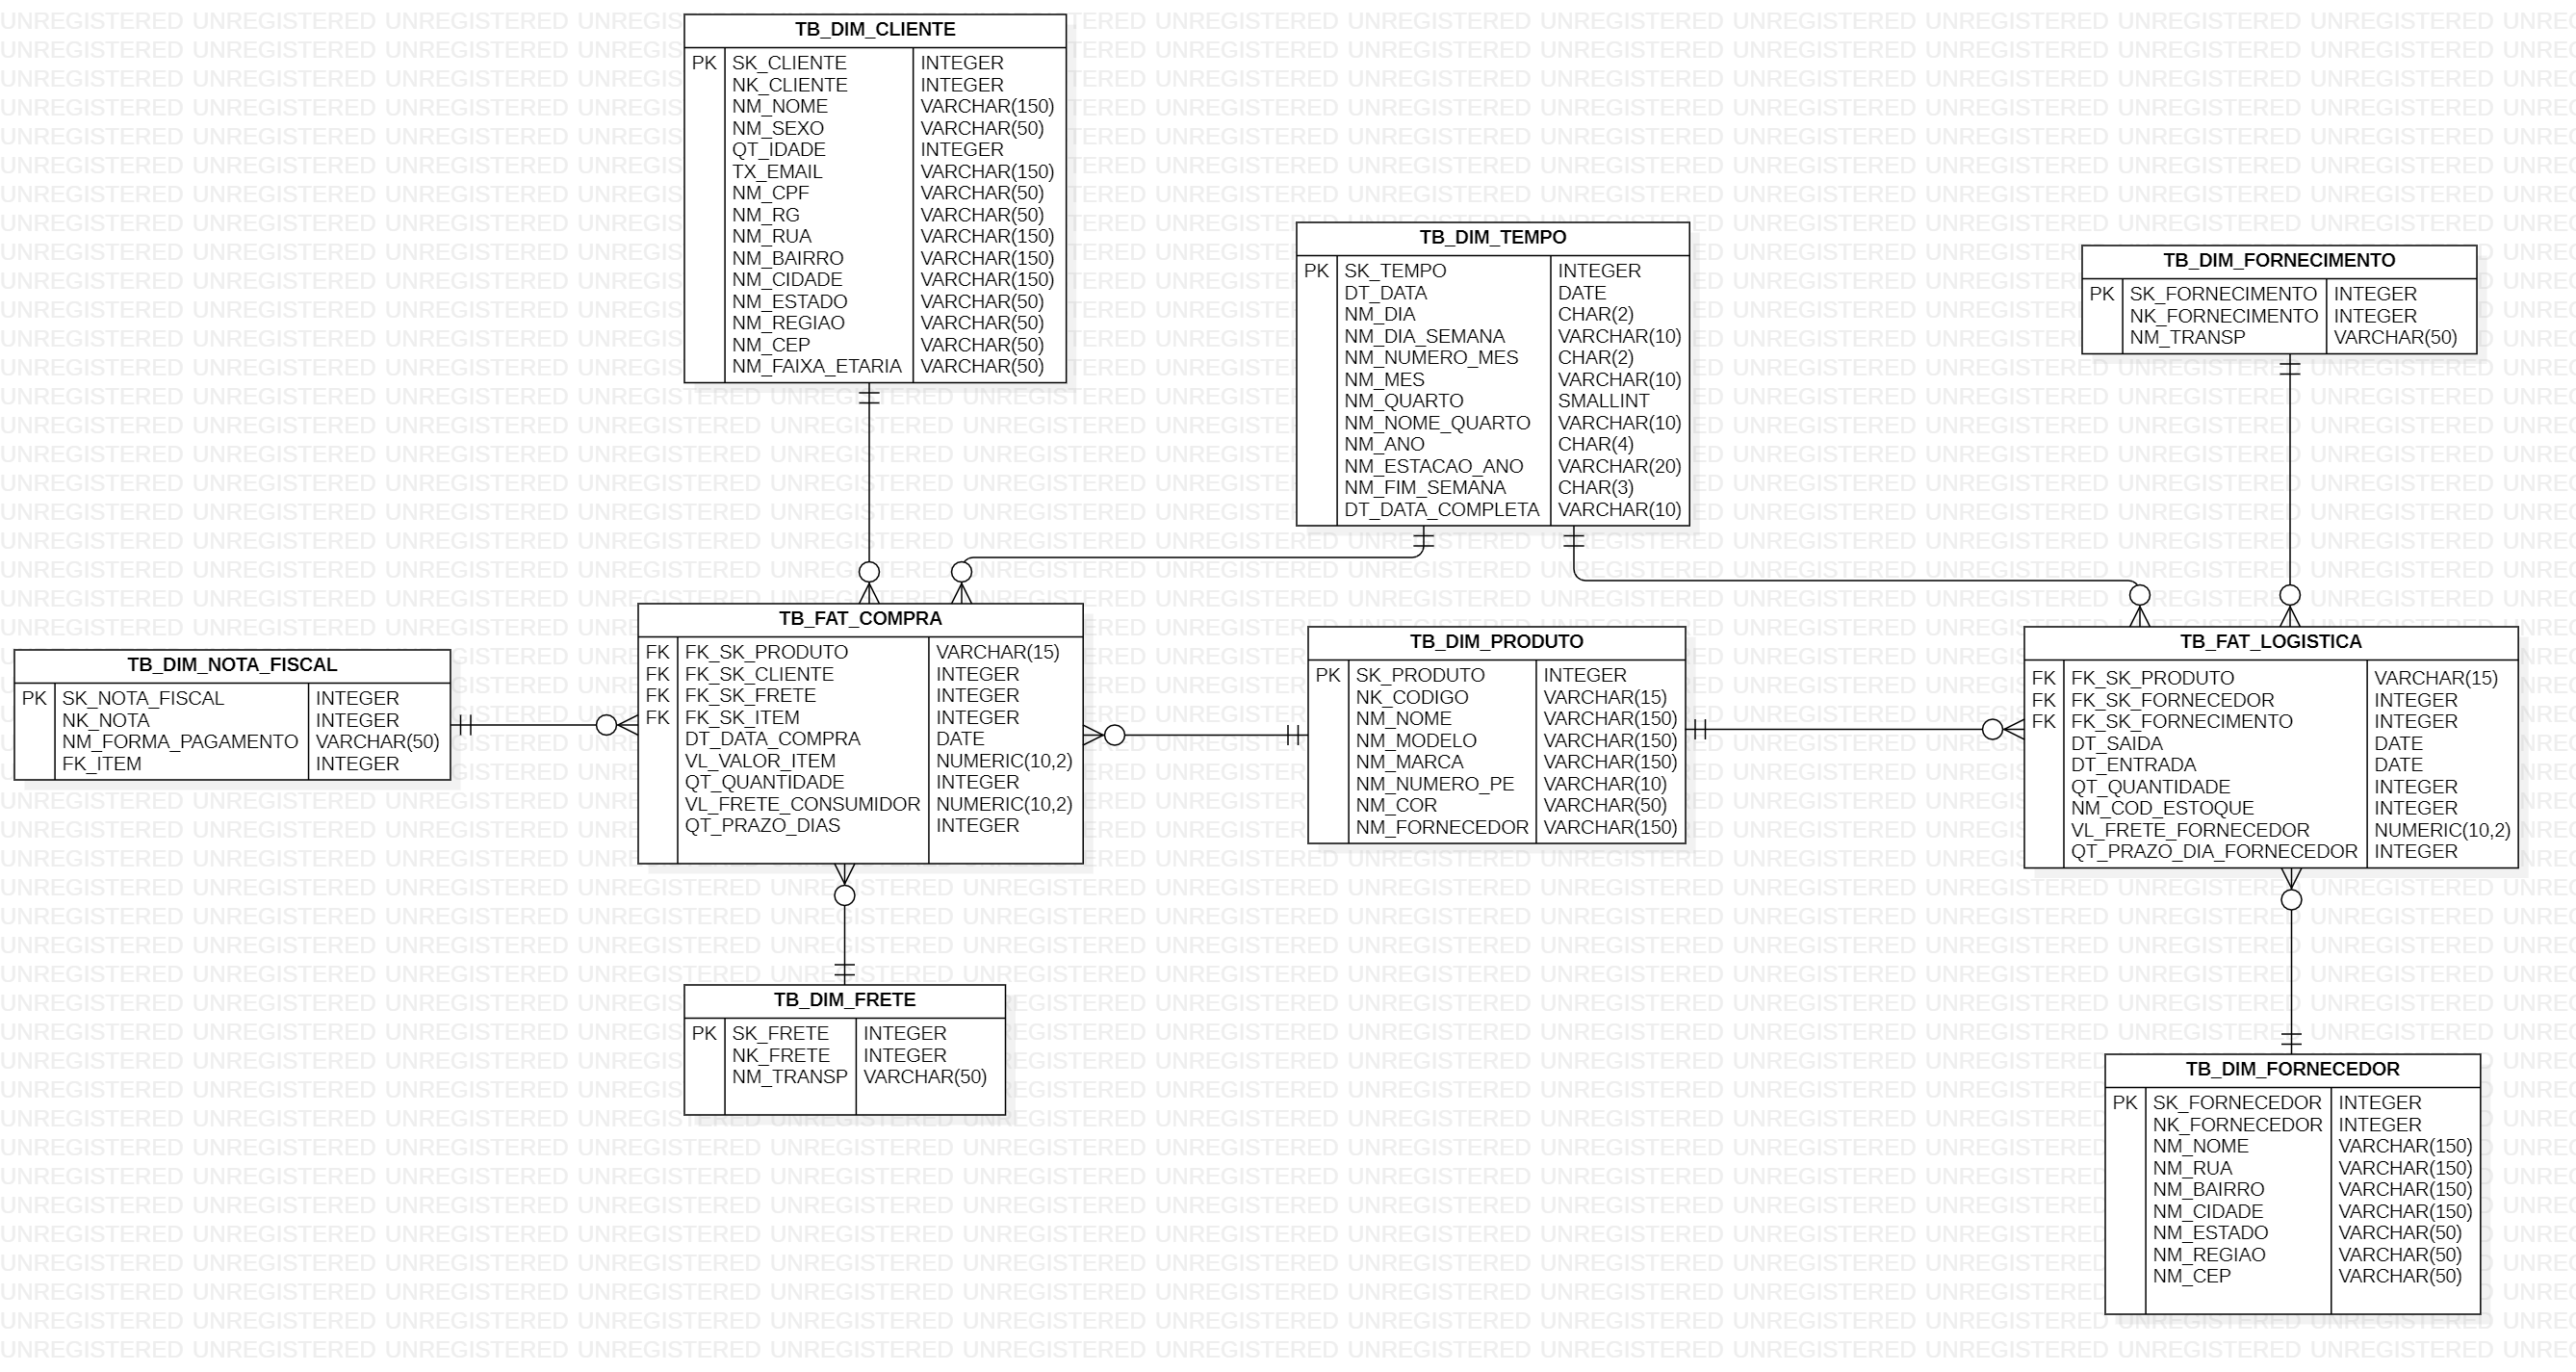 TB_DIM_CLIENTE
PK SK_CLIENTE INTEGER
NK_CLIENTE INTEGER
NM_NOME VARCHAR(150)
NM_SEXO VARCHAR(50)
QT_IDADE INTEGER
TX_EMAIL VARCHAR(150)
NM_CPF VARCHAR(50)
NM_RG VARCHAR(50)
NM_RUA VARCHAR(150)
NM_BAIRRO VARCHAR(150)
NM_CIDADE VARCHAR(150)
NM_ESTADO VARCHAR(50)
NM_REGIAO VARCHAR(50)
NM_CEP VARCHAR(50)
NM_FAIXA_ETARIA VARCHAR(50)
TB_DIM_TEMPO
PK SK_TEMPO INTEGER
DT_DATA DATE
NM_DIA CHAR(2)
NM_DIA_SEMANA VARCHAR(10)
NM_NUMERO_MES CHAR(2)
NM_MES VARCHAR(10)
NM_QUARTO SMALLINT
NM_NOME_QUARTO VARCHAR(10)
NM_ANO CHAR(4)
NM_ESTACAO_ANO VARCHAR(20)
NM_FIM_SEMANA CHAR(3)
DT_DATA_COMPLETA VARCHAR(10)
TB_DIM_FORNECIMENTO
PK SK_FORNECIMENTO INTEGER
NK_FORNECIMENTO INTEGER
NM_TRANSP VARCHAR(50)
TB_DIM_NOTA_FISCAL
PK SK_NOTA_FISCAL INTEGER
NK_NOTA INTEGER
NM_FORMA_PAGAMENTO VARCHAR(50)
FK_ITEM INTEGER
TB_FAT_COMPRA
FK FK_SK_PRODUTO VARCHAR(15)
FK FK_SK_CLIENTE INTEGER
FK FK_SK_FRETE INTEGER
FK FK_SK_ITEM INTEGER
DT_DATA_COMPRA DATE
VL_VALOR_ITEM NUMERIC(10,2)
QT_QUANTIDADE INTEGER
VL_FRETE_CONSUMIDOR NUMERIC(10,2)
QT_PRAZO_DIAS INTEGER
TB_DIM_PRODUTO
PK SK_PRODUTO INTEGER
NK_CODIGO VARCHAR(15)
NM_NOME VARCHAR(150)
NM_MODELO VARCHAR(150)
NM_MARCA VARCHAR(150)
NM_NUMERO_PE VARCHAR(10)
NM_COR VARCHAR(50)
NM_FORNECEDOR VARCHAR(150)
TB_FAT_LOGISTICA
FK FK_SK_PRODUTO VARCHAR(15)
FK FK_SK_FORNECEDOR INTEGER
FK FK_SK_FORNECIMENTO INTEGER
DT_SAIDA DATE
DT_ENTRADA DATE
QT_QUANTIDADE INTEGER
NM_COD_ESTOQUE INTEGER
VL_FRETE_FORNECEDOR NUMERIC(10,2)
QT_PRAZO_DIA_FORNECEDOR INTEGER
TB_DIM_FRETE
PK SK_FRETE INTEGER
NK_FRETE INTEGER
NM_TRANSP VARCHAR(50)
TB_DIM_FORNECEDOR
PK SK_FORNECEDOR INTEGER
NK_FORNECEDOR INTEGER
NM_NOME VARCHAR(150)
NM_RUA VARCHAR(150)
NM_BAIRRO VARCHAR(150)
NM_CIDADE VARCHAR(150)
NM_ESTADO VARCHAR(50)
NM_REGIAO VARCHAR(50)
NM_CEP VARCHAR(50)
UNREGISTERED